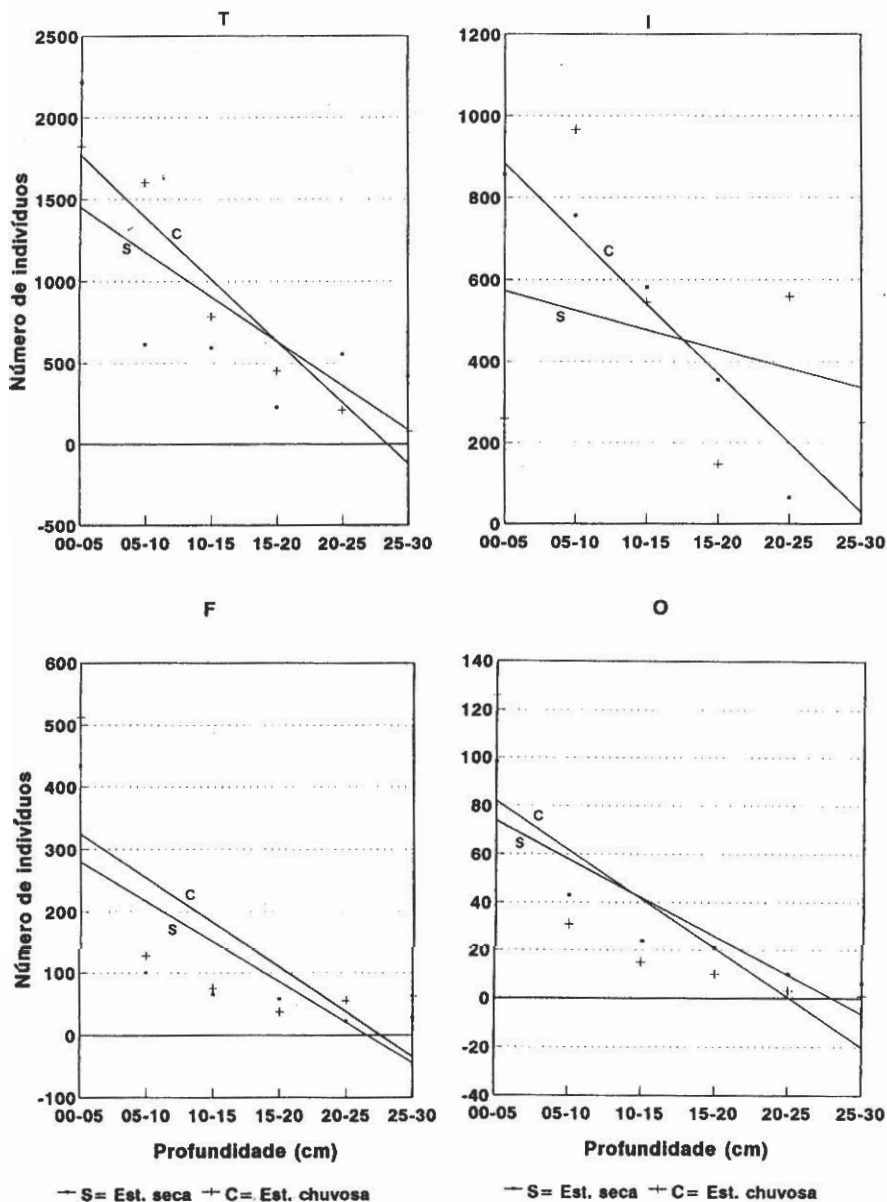 T
2500
2000
1500
1000
500
0
-500
Número de indivíduos
C
S
00-05 05-10 10-15 15-20 20-25 25-30
I
1200
1000
800
600
400
200
0
C
S
00-05 05-10 10-15 15-20 20-25 25-30
F
600
500
400
300
200
100
0
-100
Número de indivíduos
C
S
00-05 05-10 10-15 15-20 20-25 25-30
Profundidade (cm)
S= Est. seca C= Est. chuvosa
O
140
120
100
80
60
40
20
0
-20
-40
C
S
00-05 05-10 10-15 15-20 20-25 25-30
Profundidade (cm)
S= Est. seca C= Est. chuvosa